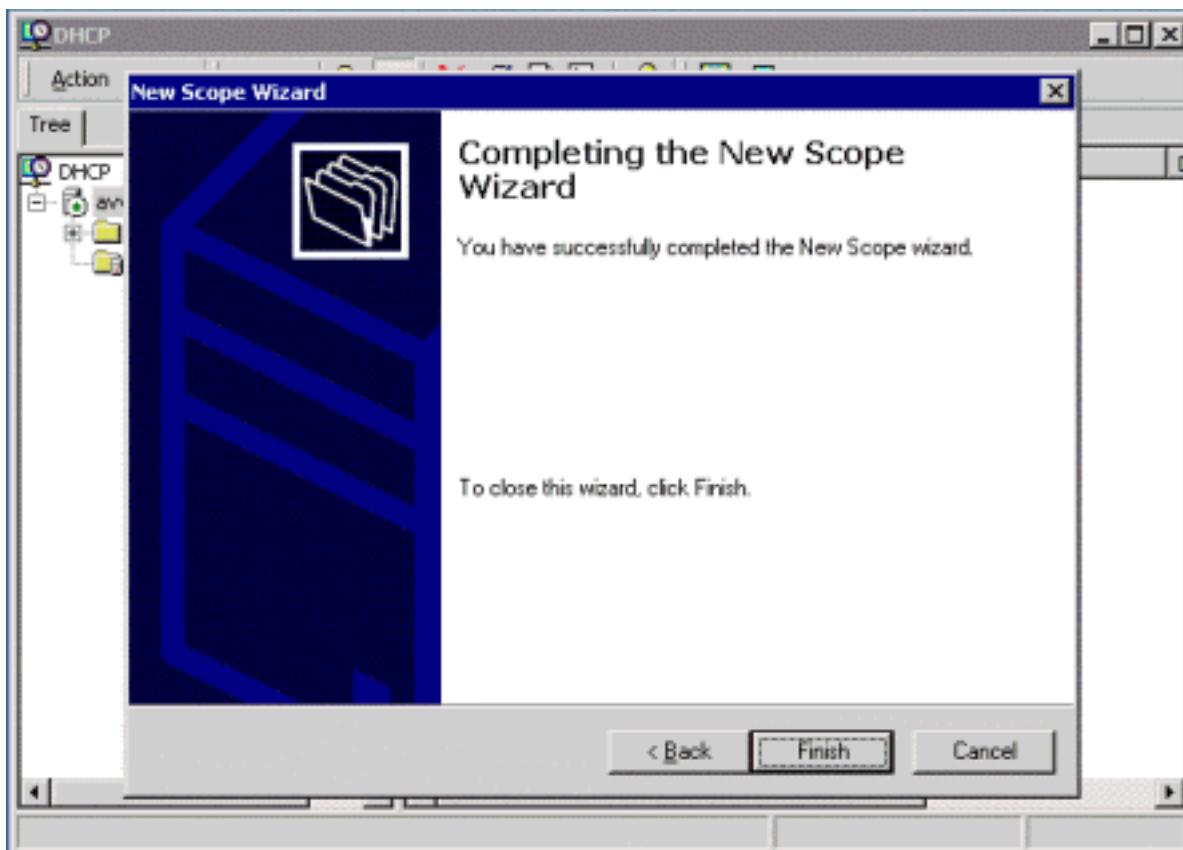 DHCP
Action
New Scope Wizard
Tree
DHCP
Completing the New Scope
Wizard
You have successfully completed the New Scope wizard.
To close this wizard, click Finish.
< Back
Finish
Cancel